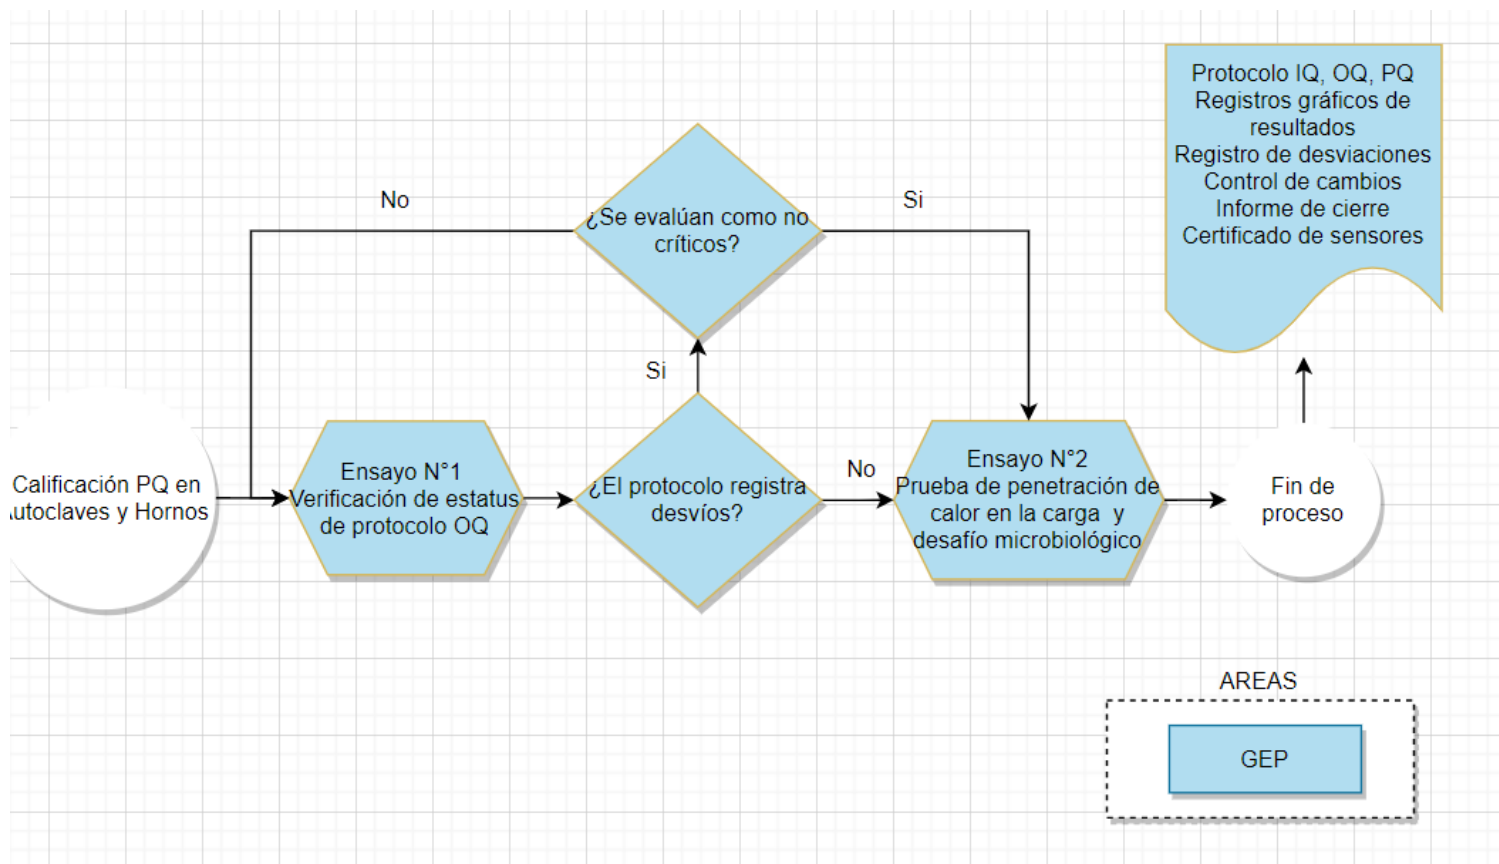 Protocolo IQ, OQ, PQ
Registros gráficos de
resultados
Registro de desviaciones
Control de cambios
Informe de cierre
Certificado de sensores
No
¿Se evalúan como no
críticos?
Si
Si
Calificación PQ en
utoclaves y Hornos
Ensayo N°1
Verificación de estatus
de protocolo OQ
¿El protocolo registra
desvíos?
No
Ensayo N°2
Prueba de penetración de
calor en la carga y
desafío microbiológico
Fin de
proceso
AREAS
GEP